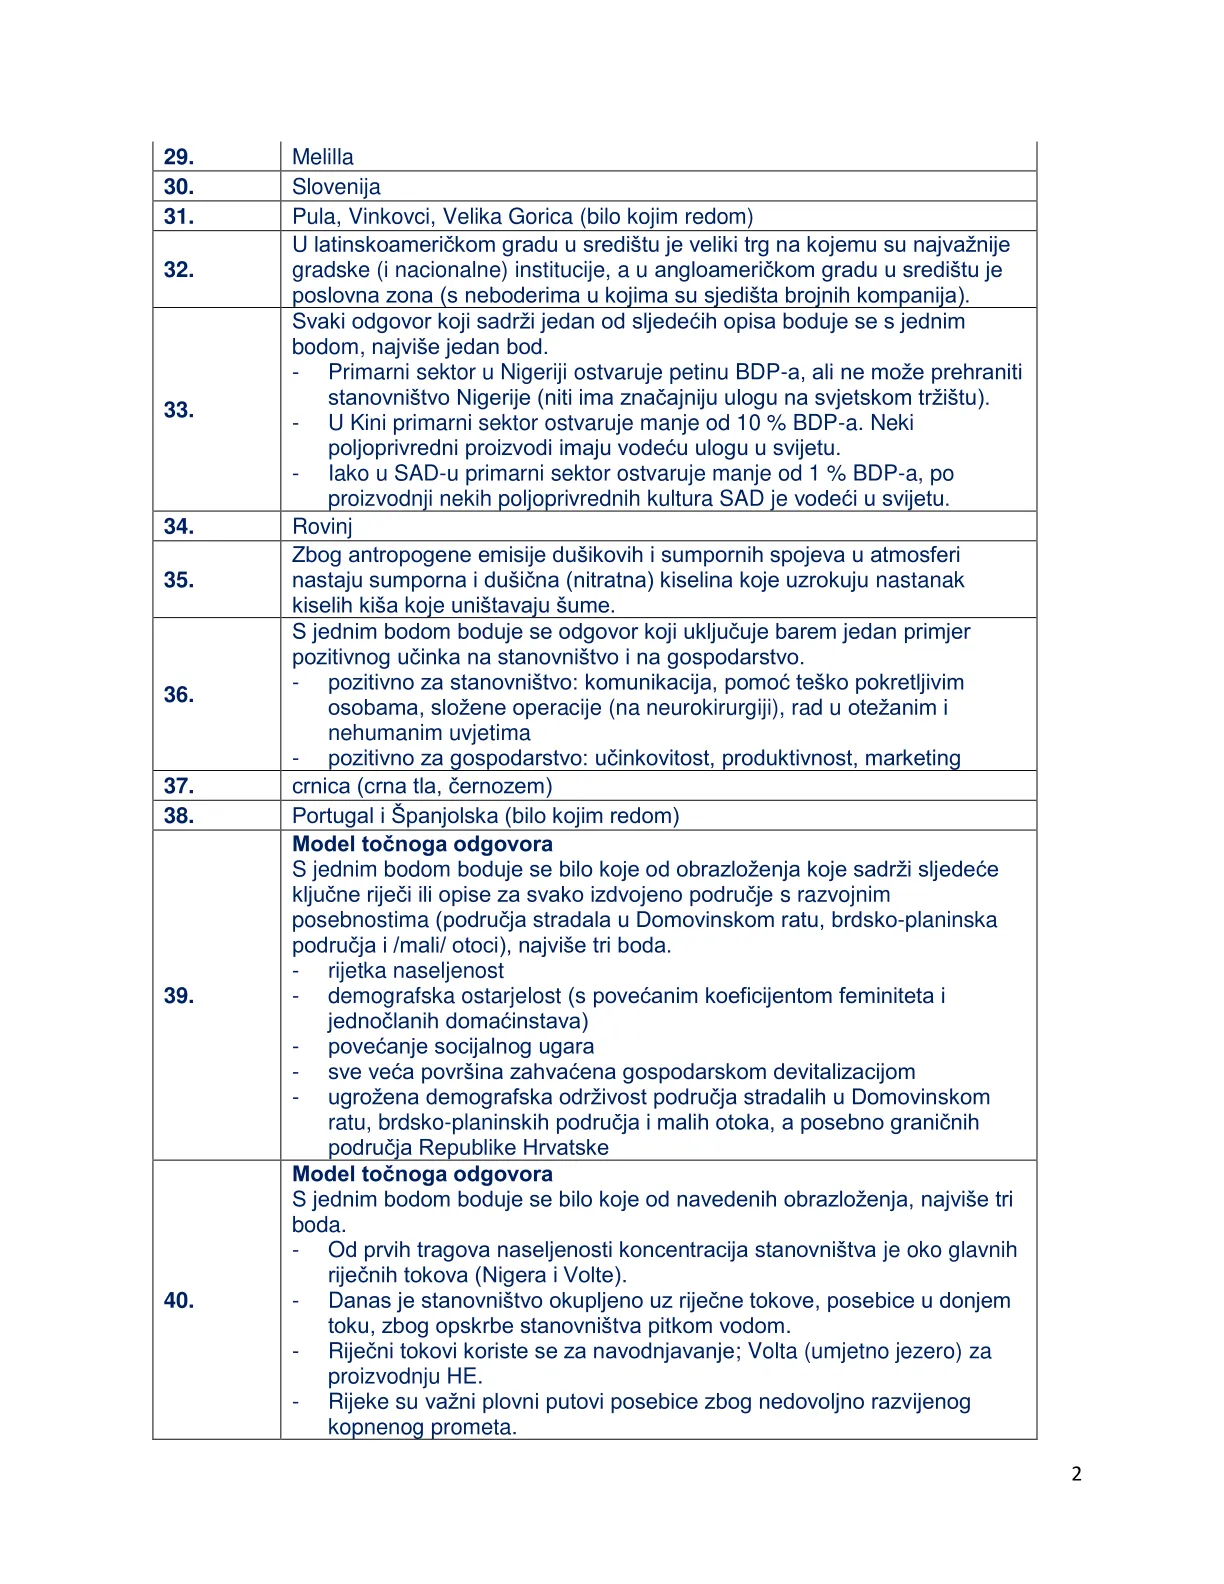 29.
Melilla
30.
Slovenija
31.
Pula, Vinkovci, Velika Gorica (bilo kojim redom)
32.
U latinskoameričkom gradu u središtu je veliki trg na kojemu su najvažnije
gradske (i nacionalne) institucije, a u angloameričkom gradu u središtu je
poslovna zona (s neboderima u kojima su sjedišta brojnih kompanija).
33.
Svaki odgovor koji sadrži jedan od sljedećih opisa boduje se s jednim
bodom, najviše jedan bod.
- Primarni sektor u Nigeriji ostvaruje petinu BDP-a, ali ne može prehraniti
stanovništvo Nigerije (niti ima značajniju ulogu na svjetskom tržištu).
- U Kini primarni sektor ostvaruje manje od 10 % BDP-a. Neki
poljoprivredni proizvodi imaju vodeću ulogu u svijetu.
- Iako u SAD-u primarni sektor ostvaruje manje od 1 % BDP-a, po
proizvodnji nekih poljoprivrednih kultura SAD je vodeći u svijetu.
34.
Rovinj
35.
Zbog antropogene emisije dušikovih i sumpornih spojeva u atmosferi
nastaju sumporna i dušična (nitratna) kiselina koje uzrokuju nastanak
kiselih kiša koje uništavaju šume.
36.
S jednim bodom boduje se odgovor koji uključuje barem jedan primjer
pozitivnog učinka na stanovništvo i na gospodarstvo.
- pozitivno za stanovništvo: komunikacija, pomoć teško pokretljivim
osobama, složene operacije (na neurokirurgiji), rad u otežanim i
nehumanim uvjetima
- pozitivno za gospodarstvo: učinkovitost, produktivnost, marketing
37.
crnica (crna tla, černozem)
38.
Portugal i Španjolska (bilo kojim redom)
39.
Model točnoga odgovora
S jednim bodom boduje se bilo koje od obrazloženja koje sadrži sljedeće
ključne riječi ili opise za svako izdvojeno područje s razvojnim
posebnostima (područja stradala u Domovinskom ratu, brdsko-planinska
područja i /mali/ otoci), najviše tri boda.
- rijetka naseljenost
- demografska ostarjelost (s povećanim koeficijentom feminiteta i
jednočlanih domaćinstava)
- povećanje socijalnog ugara
- sve veća površina zahvaćena gospodarskom devitalizacijom
- ugrožena demografska održivost područja stradalih u Domovinskom
ratu, brdsko-planinskih područja i malih otoka, a posebno graničnih
područja Republike Hrvatske
40.
Model točnoga odgovora
S jednim bodom boduje se bilo koje od navedenih obrazloženja, najviše tri
boda.
- Od prvih tragova naseljenosti koncentracija stanovništva je oko glavnih
riječnih tokova (Nigera i Volte).
- Danas je stanovništvo okupljeno uz riječne tokove, posebice u donjem
toku, zbog opskrbe stanovništva pitkom vodom.
- Riječni tokovi koriste se za navodnjavanje; Volta (umjetno jezero) za
proizvodnju HE.
- Rijeke su važni plovni putovi posebice zbog nedovoljno razvijenog
kopnenog prometa.
2